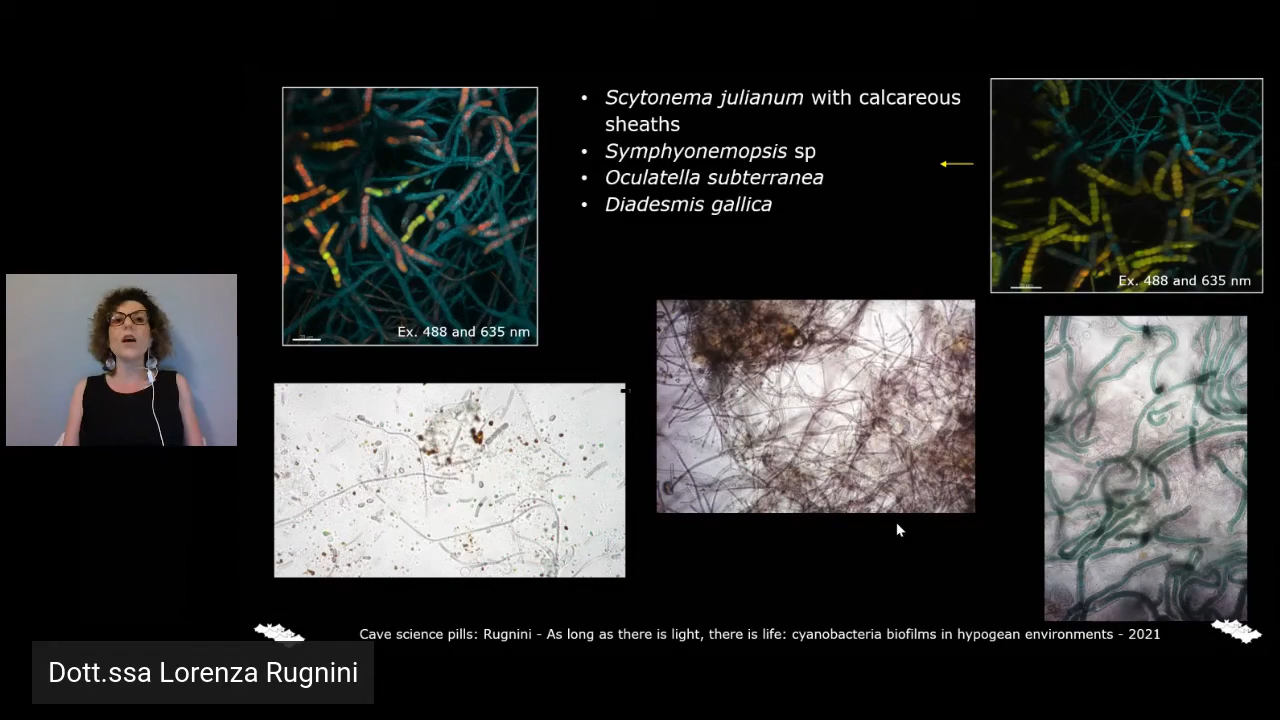 • Scytonema julianum with calcareous
sheaths
• Symphyonemopsis sp
• Oculatella subterranea
• Diadesmis gallica
Ex. 488 and 635 nm
Ex. 488 and 635 nm
Cave science pills: Rugnini - As long as there is light, there is life: cyanobacteria biofilms in hypogean environments - 2021
Dott.ssa Lorenza Rugnini